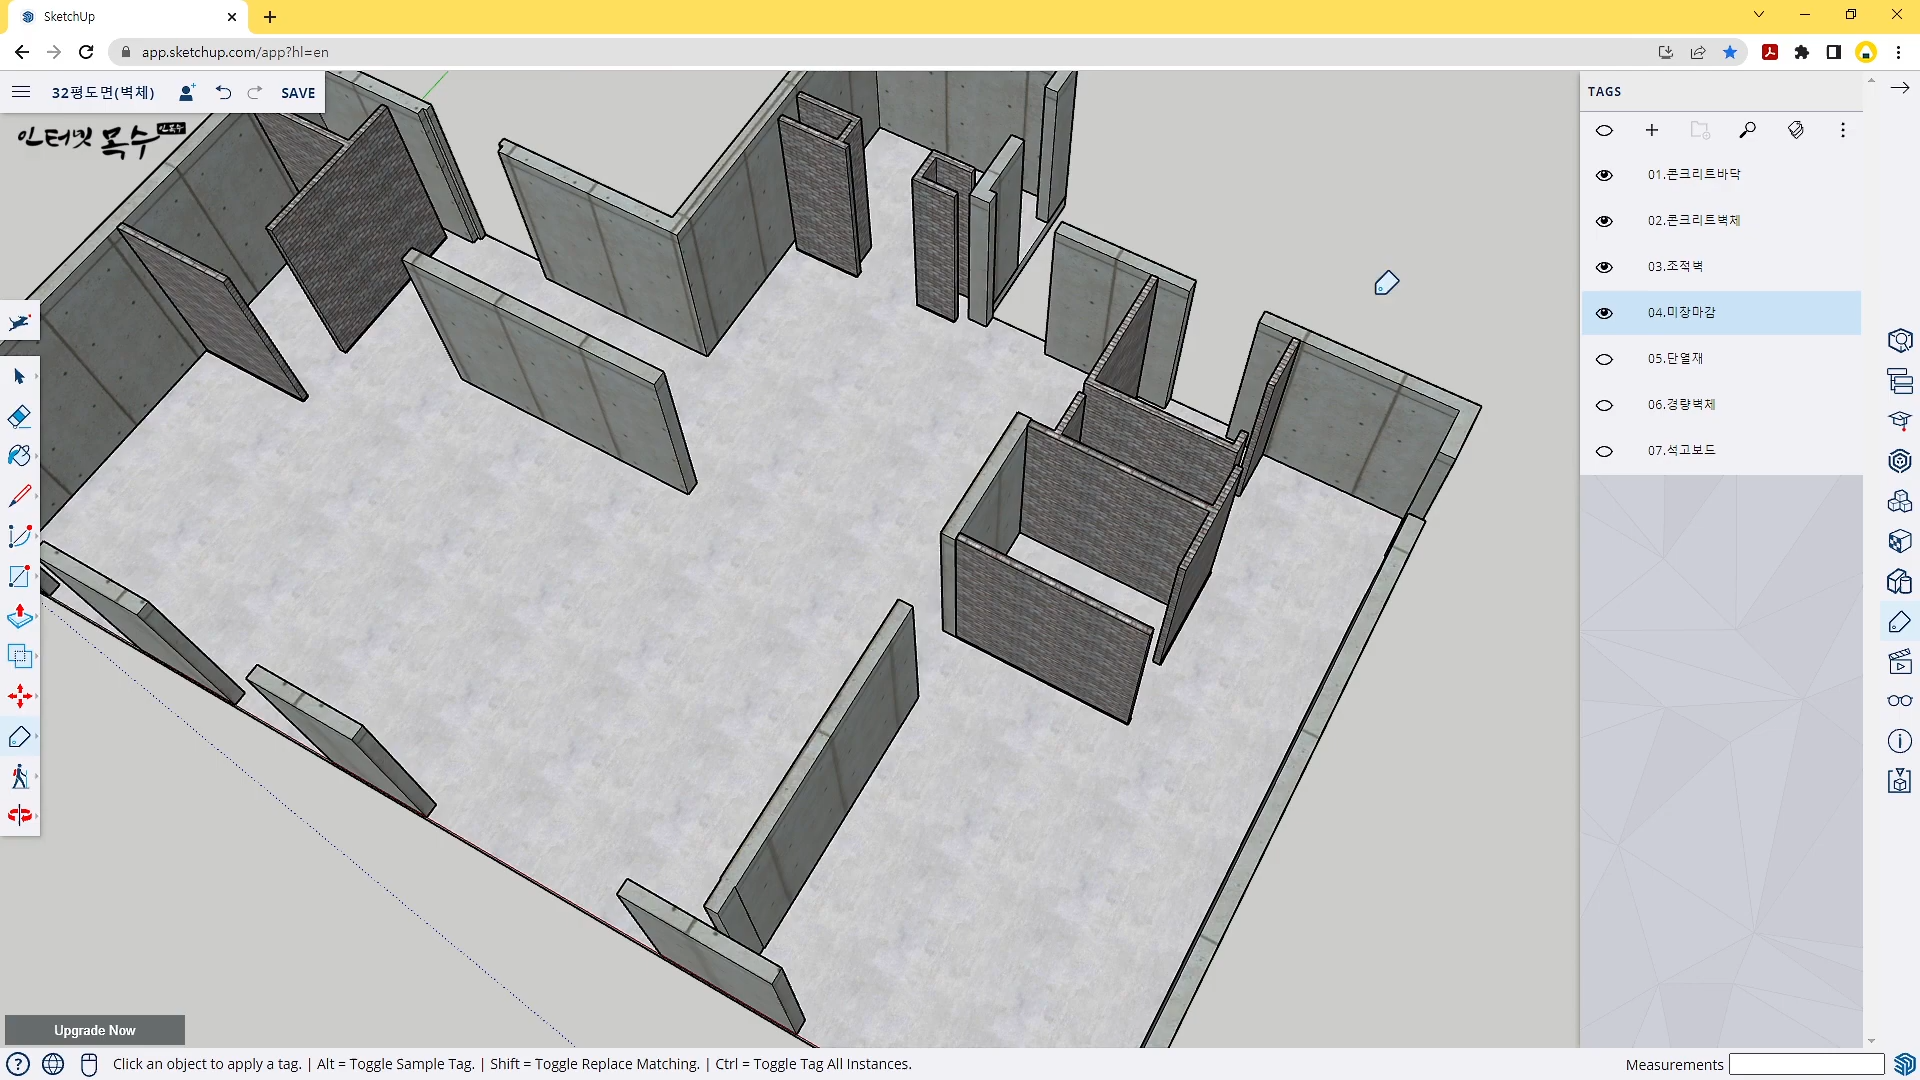 SketchUp
app.sketchup.com/app?hl=en
32평도면(벽체)
SAVE
인터빗 목수
TAGS
01.콘크리트바닥
02.콘크리트벽체
03.조적벽
04.미장마감
05.단열재
06.경량벽체
07.석고보드
Upgrade Now
Click an object to apply a tag. | Alt = Toggle Sample Tag. | Shift = Toggle Replace Matching. | Ctrl = Toggle Tag All Instances.
Measurements